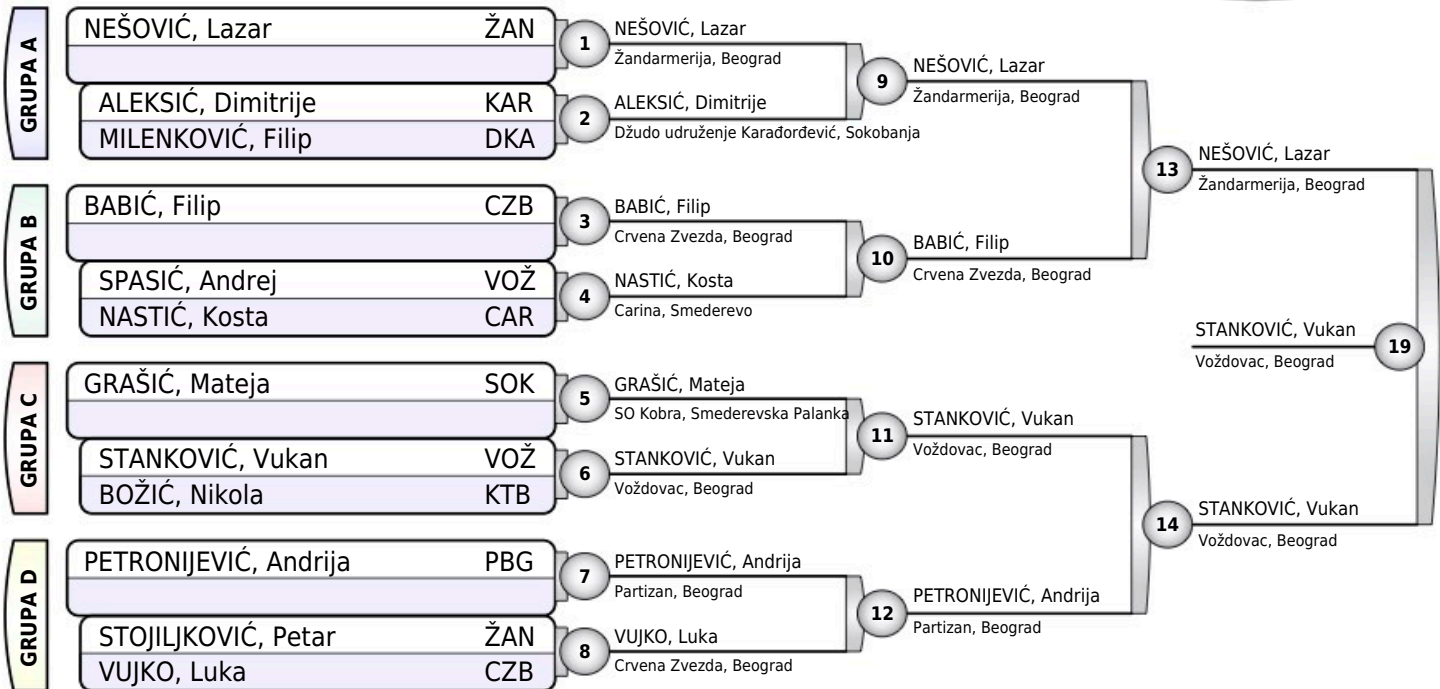 GRUPA A
NEŠOVIĆ, Lazar ŽAN
ALEKSIĆ, Dimitrije KAR
MILENKOVIĆ, Filip DKA
GRUPA B
BABIĆ, Filip CZB
SPASIĆ, Andrej VOŽ
NASTIĆ, Kosta CAR
GRUPA C
GRAŠIĆ, Mateja SOK
STANKOVIĆ, Vukan VOŽ
BOŽIĆ, Nikola KTB
GRUPA D
PETRONIJEVIĆ, Andrija PBG
STOJILJKOVIĆ, Petar ŽAN
VUJKO, Luka CZB
1
NEŠOVIĆ, Lazar
Žandarmerija, Beograd
2
ALEKSIĆ, Dimitrije
Džudo udruženje Karađorđević, Sokobanja
3
BABIĆ, Filip
Crvena Zvezda, Beograd
4
NASTIĆ, Kosta
Carina, Smederevo
5
GRAŠIĆ, Mateja
SO Kobra, Smederevska Palanka
6
STANKOVIĆ, Vukan
Voždovac, Beograd
7
PETRONIJEVIĆ, Andrija
Partizan, Beograd
8
VUJKO, Luka
Crvena Zvezda, Beograd
9
NEŠOVIĆ, Lazar
Žandarmerija, Beograd
10
BABIĆ, Filip
Crvena Zvezda, Beograd
11
STANKOVIĆ, Vukan
Voždovac, Beograd
12
PETRONIJEVIĆ, Andrija
Partizan, Beograd
13
NEŠOVIĆ, Lazar
Žandarmerija, Beograd
14
STANKOVIĆ, Vukan
Voždovac, Beograd
STANKOVIĆ, Vukan
Voždovac, Beograd
19